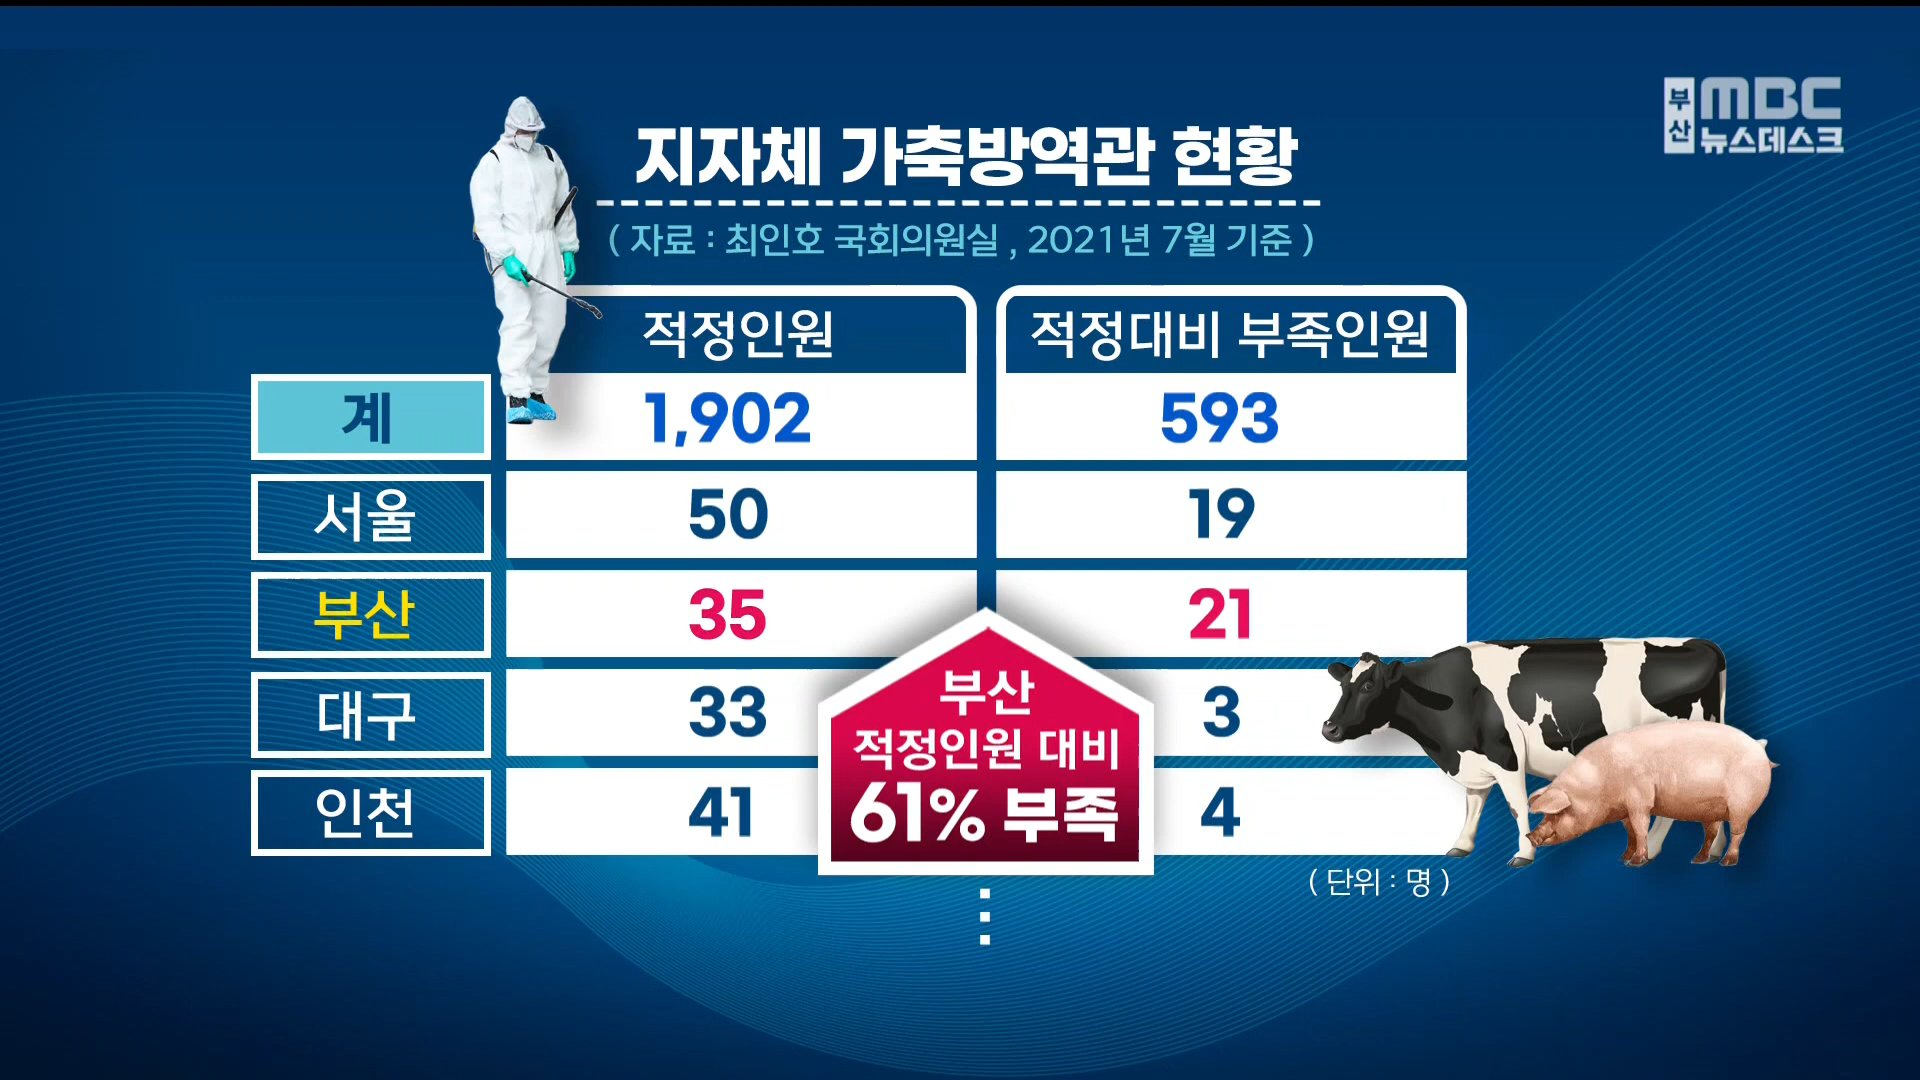 부산 MBC
뉴스데스크
지자체 가축방역관 현황
( 자료 : 최인호 국회의원실 , 2021년 7월 기준 )
적정인원 적정대비 부족인원
계 1,902 593
서울 50 19
부산 35 21
대구 33 3
인천 41 4
부산
적정인원 대비
61% 부족
( 단위 : 명 )